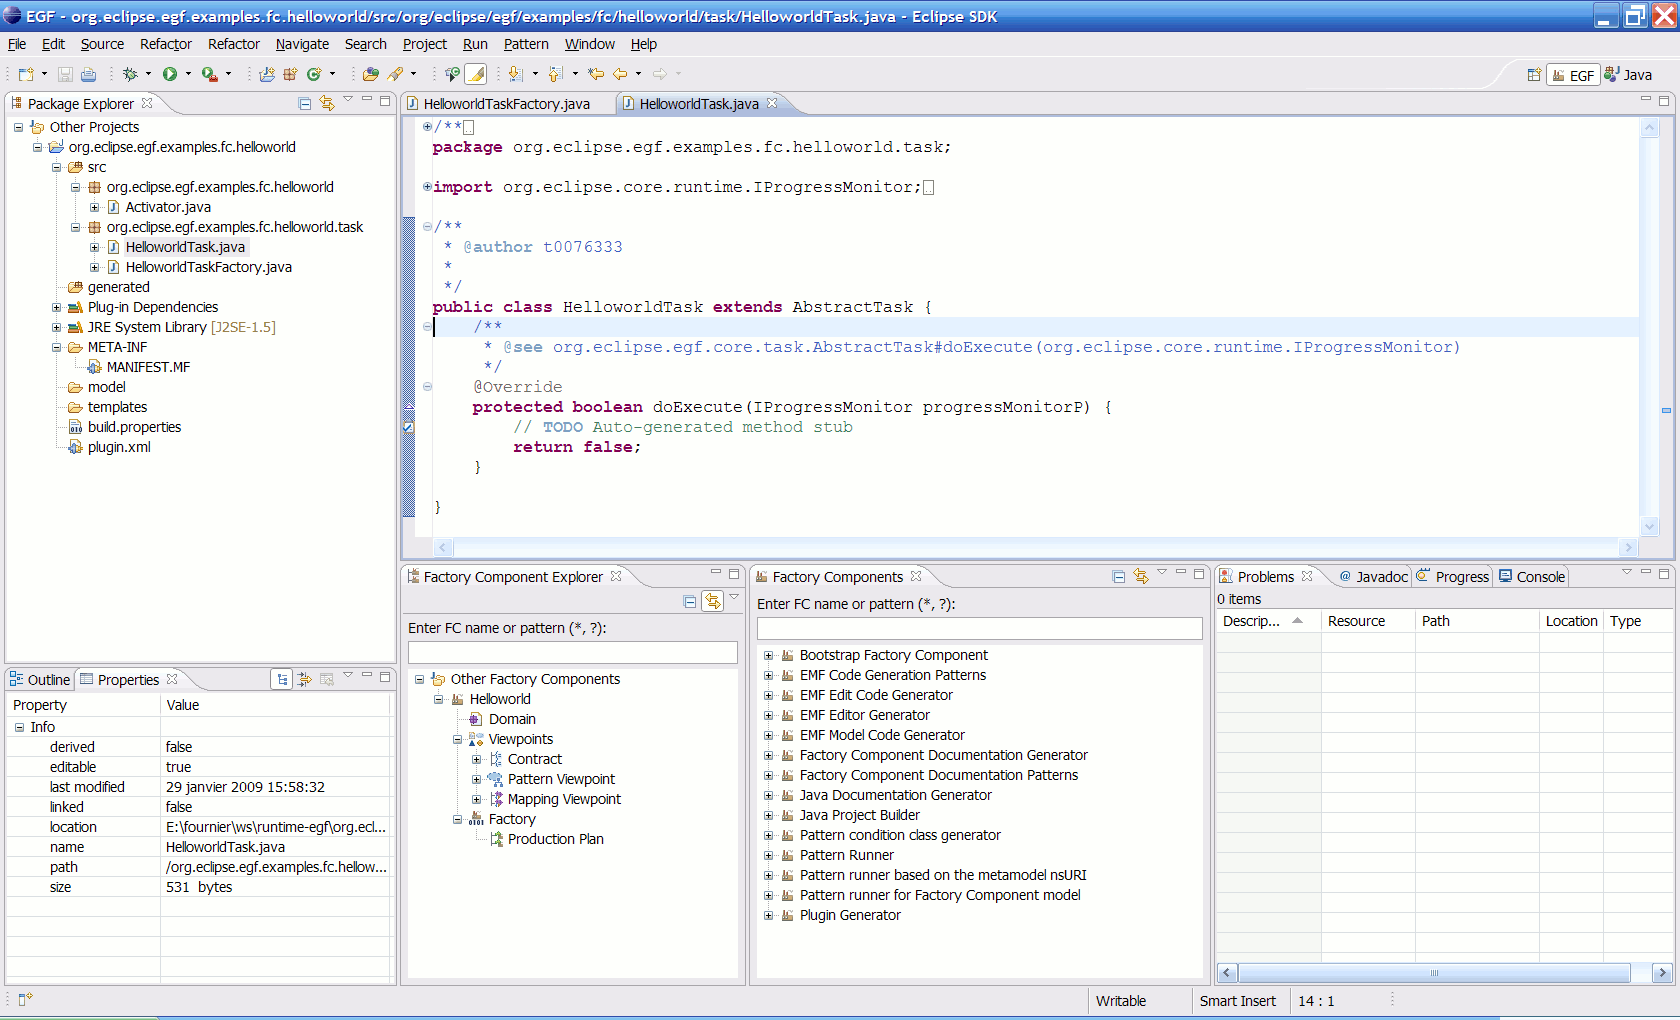 EGF - org.eclipse.egf.examples.fc.helloworld/src/org/eclipse/egf/examples/fc/helloworld/task/HelloworldTask.java - Eclipse SDK
File Edit Source Refactor Refactor Navigate Search Project Run Pattern Window Help
EGF Java
Package Explorer
Other Projects
org.eclipse.egf.examples.fc.helloworld
src
org.eclipse.egf.examples.fc.helloworld
Activator.java
org.eclipse.egf.examples.fc.helloworld.task
HelloworldTask.java
HelloworldTaskFactory.java
generated
Plug-in Dependencies
JRE System Library [J2SE-1.5]
META-INF
MANIFEST.MF
model
templates
build.properties
plugin.xml
HelloworldTaskFactory.java HelloworldTask.java
/**
package org.eclipse.egf.examples.fc.helloworld.task;
import org.eclipse.core.runtime.IProgressMonitor;
/**
* @author t0076333
*
*/
public class HelloworldTask extends AbstractTask {
/**
* @see org.eclipse.egf.core.task.AbstractTask#doExecute(org.eclipse.core.runtime.IProgressMonitor)
*/
@Override
protected boolean doExecute(IProgressMonitor progressMonitorP) {
// TODO Auto-generated method stub
return false;
}
}
Outline Properties
Property Value
Info
derived false
editable true
last modified 29 janvier 2009 15:58:32
linked false
location E:\fournier\ws\runtime-egf\org.ecl...
name HelloworldTask.java
path /org.eclipse.egf.examples.fc.hellow...
size 531 bytes
Factory Component Explorer
Enter FC name or pattern (*, ?):
Other Factory Components
Helloworld
Domain
Viewpoints
Contract
Pattern Viewpoint
Mapping Viewpoint
Factory
Production Plan
Factory Components
Enter FC name or pattern (*, ?):
Bootstrap Factory Component
EMF Code Generation Patterns
EMF Edit Code Generator
EMF Editor Generator
EMF Model Code Generator
Factory Component Documentation Generator
Factory Component Documentation Patterns
Java Documentation Generator
Java Project Builder
Pattern condition class generator
Pattern Runner
Pattern runner based on the metamodel nsURI
Pattern runner for Factory Component model
Plugin Generator
Problems Javadoc Progress Console
0 items
Descrip... Resource Path Location Type
Writable Smart Insert 14 : 1